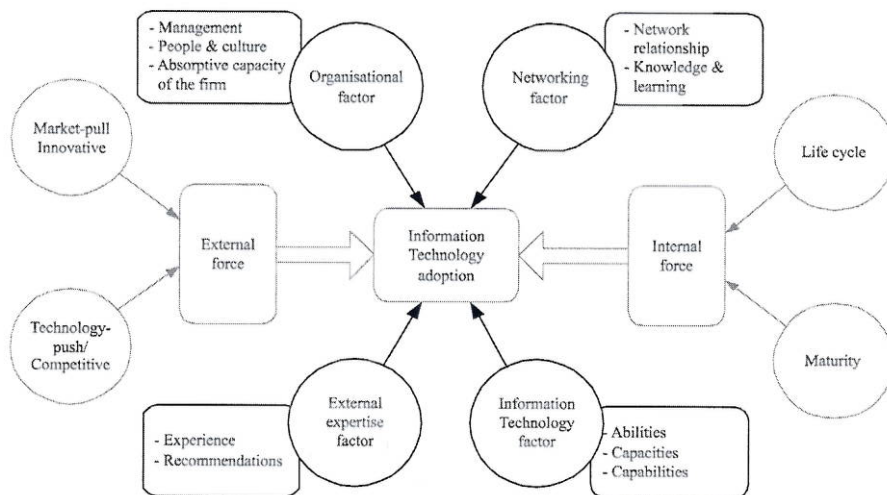 - Management
- People & culture
- Absorptive capacity
of the firm
Organisational
factor
Networking
factor
- Network
relationship
- Knowledge &
learning
Market-pull
Innovative
Life cycle
External
force
Information
Technology
adoption
Internal
force
Technology-
push/
Competitive
Maturity
- Experience
- Recommendations
External
expertise
factor
Information
Technology
factor
- Abilities
- Capacities
- Capabilities